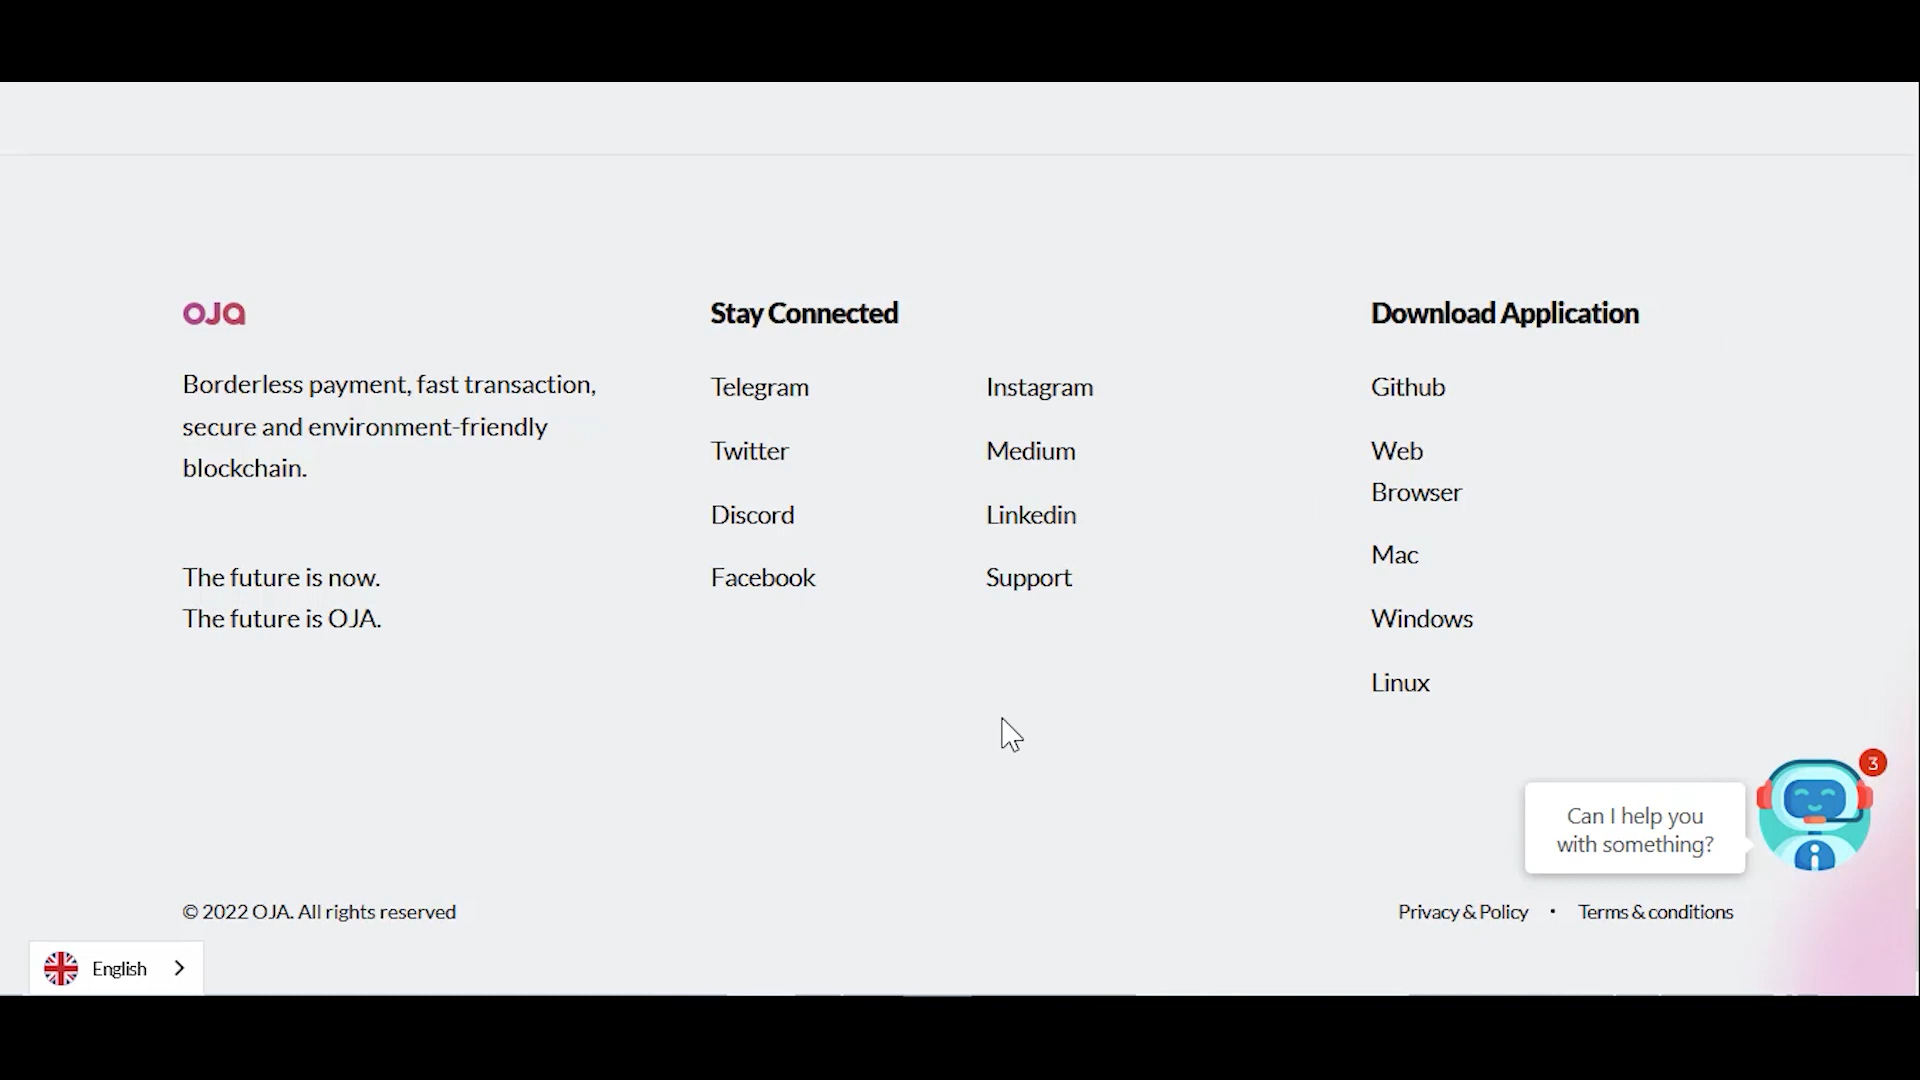 OJA
Borderless payment, fast transaction,
secure and environment-friendly
blockchain.
The future is now.
The future is OJA.
Stay Connected
Telegram
Twitter
Discord
Facebook
Instagram
Medium
Linkedin
Support
Download Application
Github
Web
Browser
Mac
Windows
Linux
3
Can I help you
with something?
© 2022 OJA. All rights reserved
Privacy & Policy • Terms & conditions
English